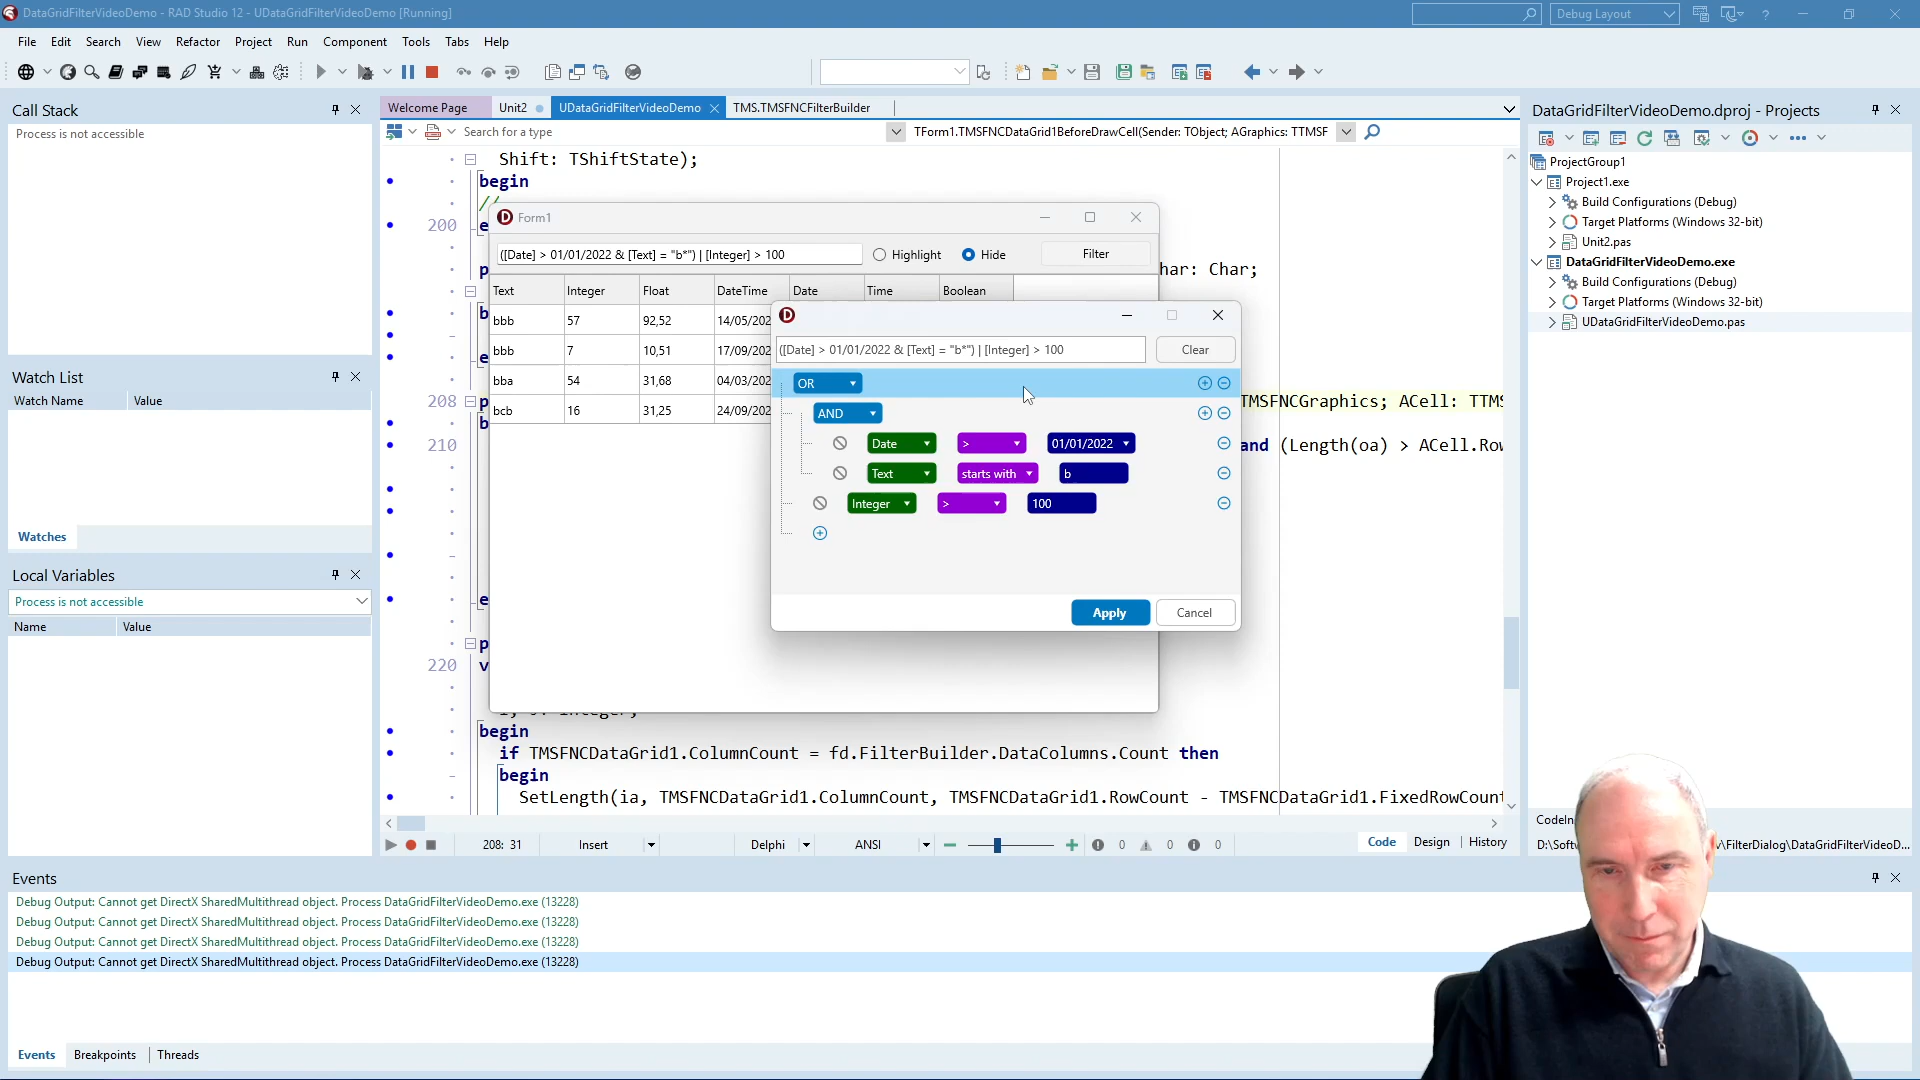 DataGridFilterVideoDemo - RAD Studio 12 - UDataGridFilterVideoDemo [Running]
Debug Layout
File Edit Search View Refactor Project Run Component Tools Tabs Help
Call Stack
Process is not accessible
Watch List
Watch Name Value
Watches
Local Variables
Process is not accessible
Name Value
Welcome Page Unit2 UDataGridFilterVideoDemo TMS.TMSFNCFilterBuilder
Search for a type
TForm1.TMSFNCDataGrid1BeforeDrawCell(Sender: TObject; AGraphics: TTMSF
Shift: TShiftState);
begin
//
200 e
p har: Char;
b
e
208 p TMSFNCGraphics; ACell: TTMS
b
210 and (Length(oa) > ACell.Row
e
p
220 v
begin
if TMSFNCDataGrid1.ColumnCount = fd.FilterBuilder.DataColumns.Count then
begin
SetLength(ia, TMSFNCDataGrid1.ColumnCount, TMSFNCDataGrid1.RowCount - TMSFNCDataGrid1.FixedRowCount
208: 31 Insert Delphi ANSI 0 0 0 Code Design History
Form1
([Date] > 01/01/2022 & [Text] = "b*") | [Integer] > 100 Highlight Hide Filter
Text Integer Float DateTime Date Time Boolean
bbb 57 92,52 14/05/202
bbb 7 10,51 17/09/202
bba 54 31,68 04/03/202
bcb 16 31,25 24/09/202
([Date] > 01/01/2022 & [Text] = "b*") | [Integer] > 100 Clear
OR
AND
Date > 01/01/2022
Text starts with b
Integer > 100
Apply Cancel
DataGridFilterVideoDemo.dproj - Projects
ProjectGroup1
Project1.exe
Build Configurations (Debug)
Target Platforms (Windows 32-bit)
Unit2.pas
DataGridFilterVideoDemo.exe
Build Configurations (Debug)
Target Platforms (Windows 32-bit)
UDataGridFilterVideoDemo.pas
CodeIn
D:\Softw \FilterDialog\DataGridFilterVideoD...
Events
Debug Output: Cannot get DirectX SharedMultithread object. Process DataGridFilterVideoDemo.exe (13228)
Debug Output: Cannot get DirectX SharedMultithread object. Process DataGridFilterVideoDemo.exe (13228)
Debug Output: Cannot get DirectX SharedMultithread object. Process DataGridFilterVideoDemo.exe (13228)
Debug Output: Cannot get DirectX SharedMultithread object. Process DataGridFilterVideoDemo.exe (13228)
Events Breakpoints Threads